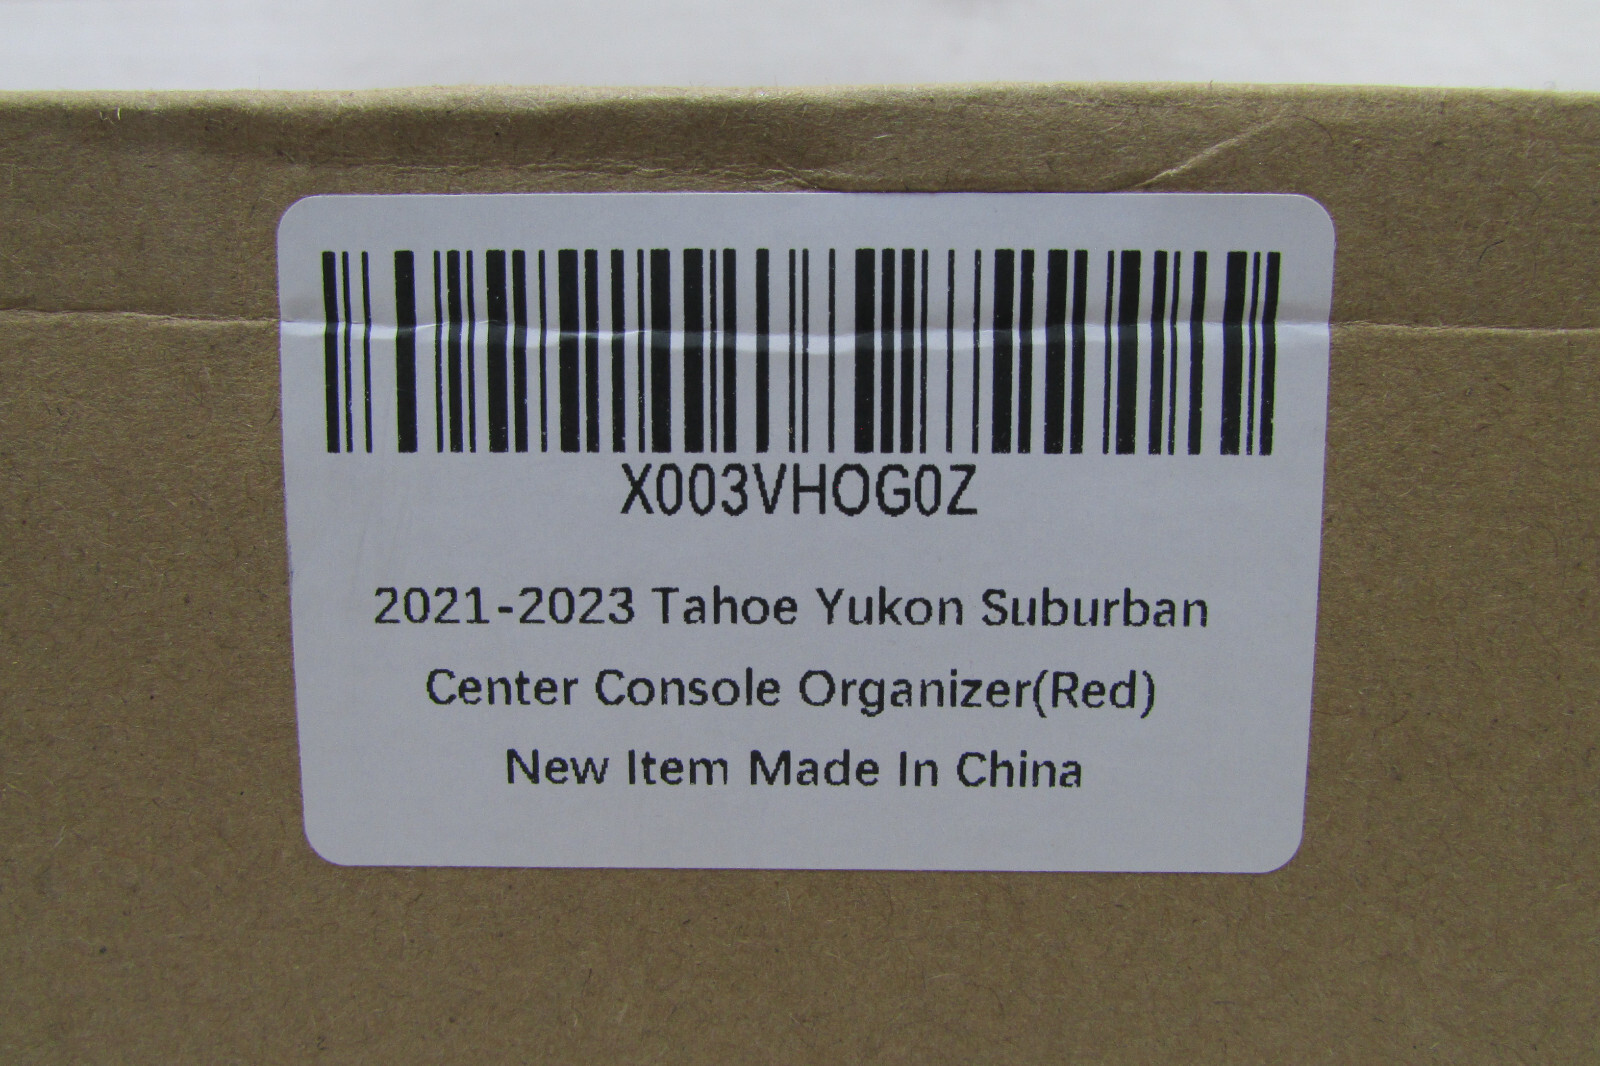 X003VHOG0Z
2021-2023 Tahoe Yukon Suburban
Center Console Organizer(Red)
New Item Made In China